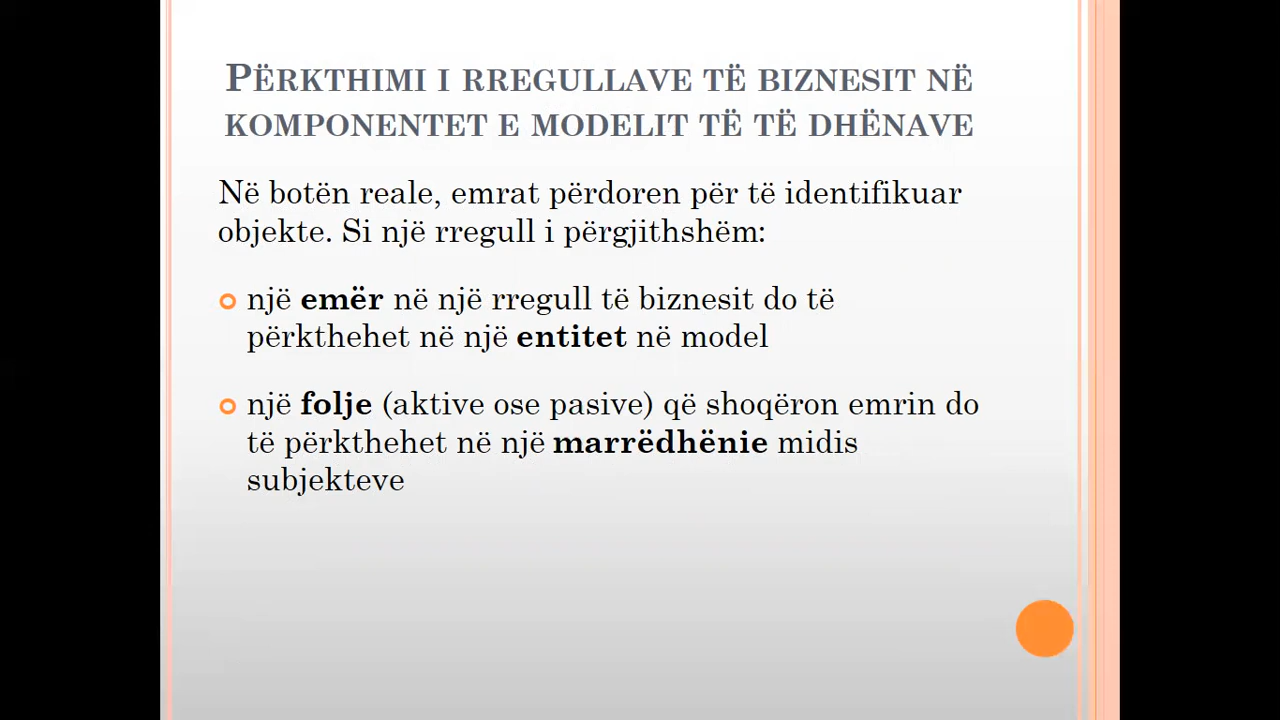 PËRKTHIMI I RREGULLAVE TË BIZNESIT NË
KOMPONENTET E MODELIT TË TË DHËNAVE
Në botën reale, emrat përdoren për të identifikuar
objekte. Si një rregull i përgjithshëm:
një emër në një rregull të biznesit do të
përkthehet në një entitet në model
një folje (aktive ose pasive) që shoqëron emrin do
të përkthehet në një marrëdhënie midis
subjekteve